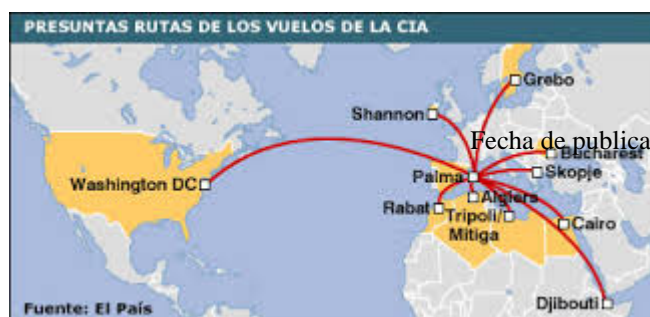 PRESUNTAS RUTAS DE LOS VUELOS DE LA CIA
Grebo
Shannon
Fecha de publica
Bucharest
Palma
Skopje
Washington DC
Algiers
Rabat
Tripoli/
Mitiga
Cairo
Djibouti
Fuente: El País